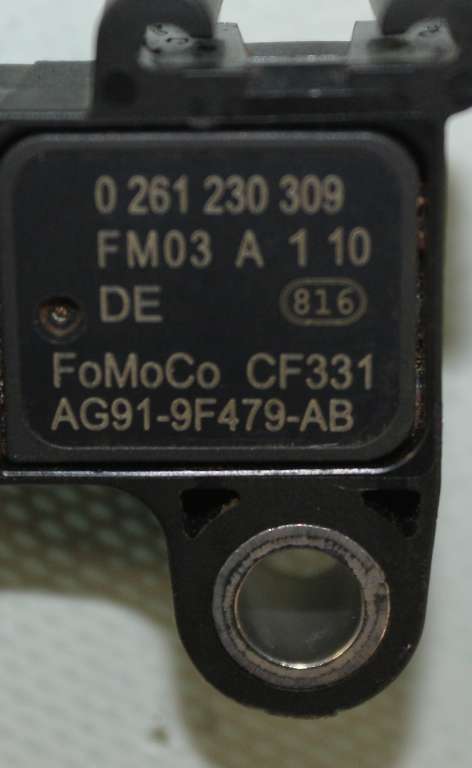 0 261 230 309
FM03 A 1 10
DE 816
FoMoCo CF331
AG91-9F479-AB